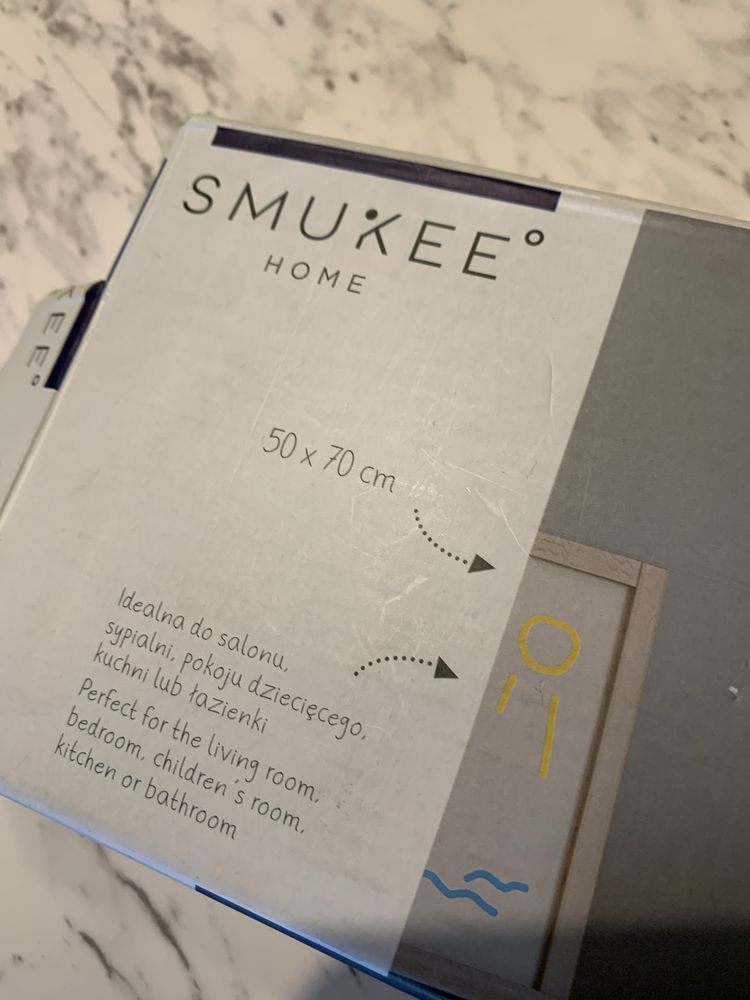 SMUKEE°
HOME
EE°
50 x 70 cm
Idealna do salonu,
sypialni, pokoju dziecięcego,
kuchni lub łazienki
Perfect for the living room,
bedroom, children´s room,
kitchen or bathroom